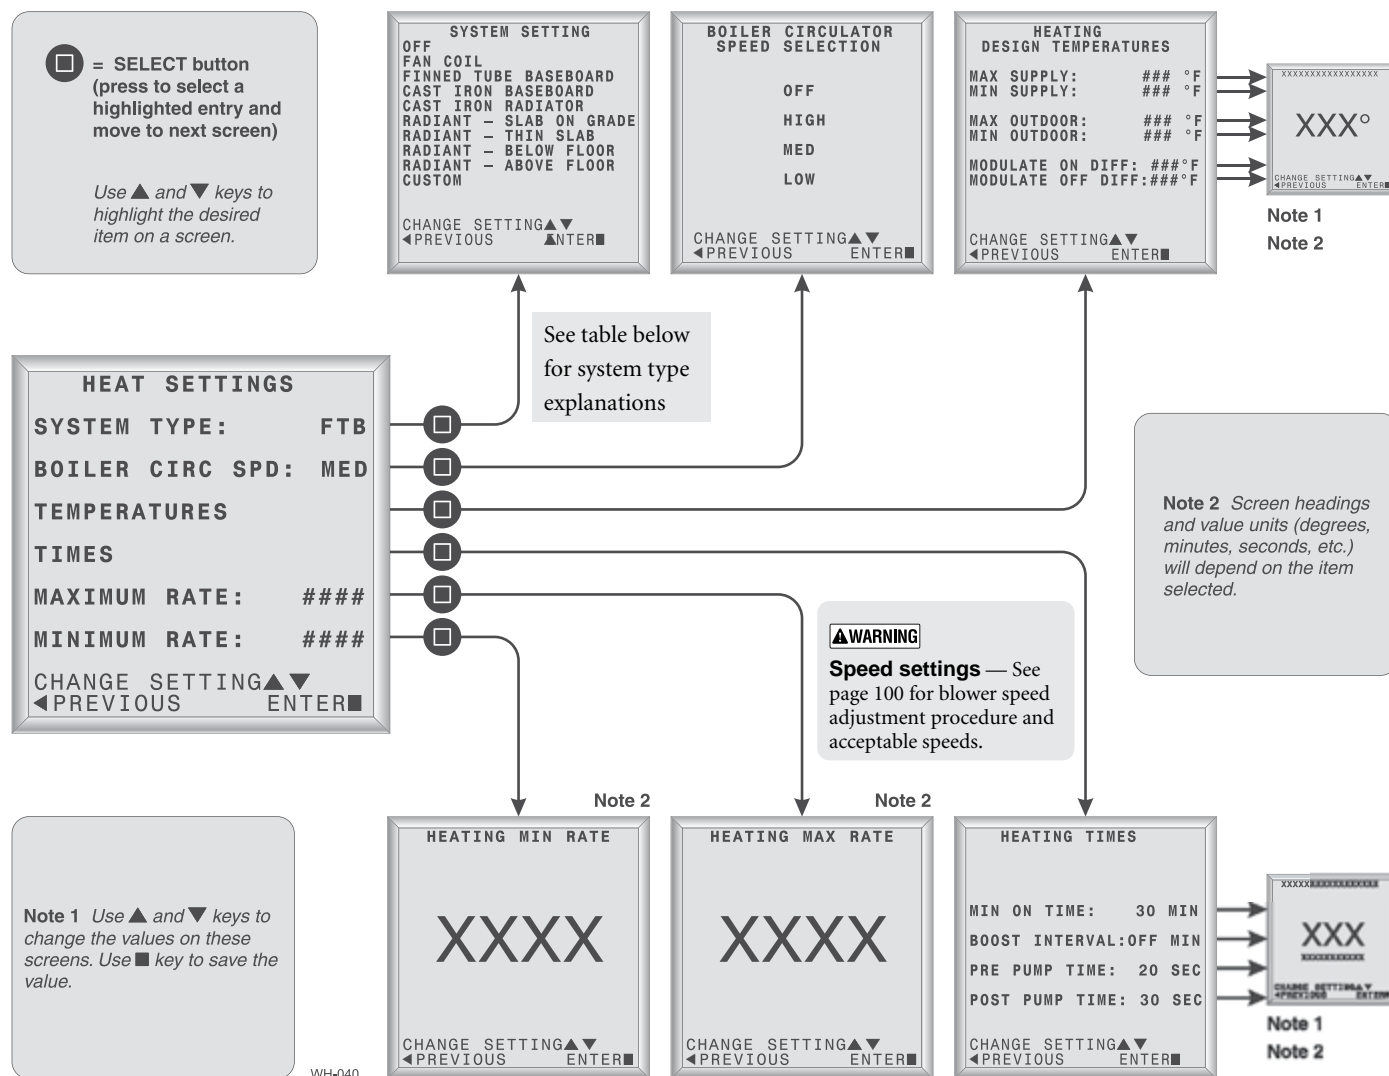 = SELECT button
(press to select a
highlighted entry and
move to next screen)
Use ▲ and ▼ keys to
highlight the desired
item on a screen.
SYSTEM SETTING
OFF
FAN COIL
FINNED TUBE BASEBOARD
CAST IRON BASEBOARD
CAST IRON RADIATOR
RADIANT – SLAB ON GRADE
RADIANT – THIN SLAB
RADIANT – BELOW FLOOR
RADIANT – ABOVE FLOOR
CUSTOM
CHANGE SETTING▲▼
◀PREVIOUS ENTER■
BOILER CIRCULATOR
SPEED SELECTION
OFF
HIGH
MED
LOW
CHANGE SETTING▲▼
◀PREVIOUS ENTER■
HEATING
DESIGN TEMPERATURES
MAX SUPPLY: ### °F
MIN SUPPLY: ### °F
MAX OUTDOOR: ### °F
MIN OUTDOOR: ### °F
MODULATE ON DIFF: ###°F
MODULATE OFF DIFF:###°F
CHANGE SETTING▲▼
◀PREVIOUS ENTER■
XXXXXXXXXXXXXXXXX
XXX°
CHANGE SETTING▲▼
◀PREVIOUS ENTER■
Note 1
Note 2
See table below
for system type
explanations
HEAT SETTINGS
SYSTEM TYPE: FTB
BOILER CIRC SPD: MED
TEMPERATURES
TIMES
MAXIMUM RATE: ####
MINIMUM RATE: ####
CHANGE SETTING▲▼
◀PREVIOUS ENTER■
Note 2 Screen headings
and value units (degrees,
minutes, seconds, etc.)
will depend on the item
selected.
▲WARNING
Speed settings — See
page 100 for blower speed
adjustment procedure and
acceptable speeds.
Note 1 Use ▲ and ▼ keys to
change the values on these
screens. Use ■ key to save the
value.
WH-040
Note 2
HEATING MIN RATE
XXXX
CHANGE SETTING▲▼
◀PREVIOUS ENTER■
Note 2
HEATING MAX RATE
XXXX
CHANGE SETTING▲▼
◀PREVIOUS ENTER■
HEATING TIMES
MIN ON TIME: 30 MIN
BOOST INTERVAL:OFF MIN
PRE PUMP TIME: 20 SEC
POST PUMP TIME: 30 SEC
CHANGE SETTING▲▼
◀PREVIOUS ENTER■
XXX
CHANGE SETTING▲▼
◀PREVIOUS ENTER■
Note 1
Note 2